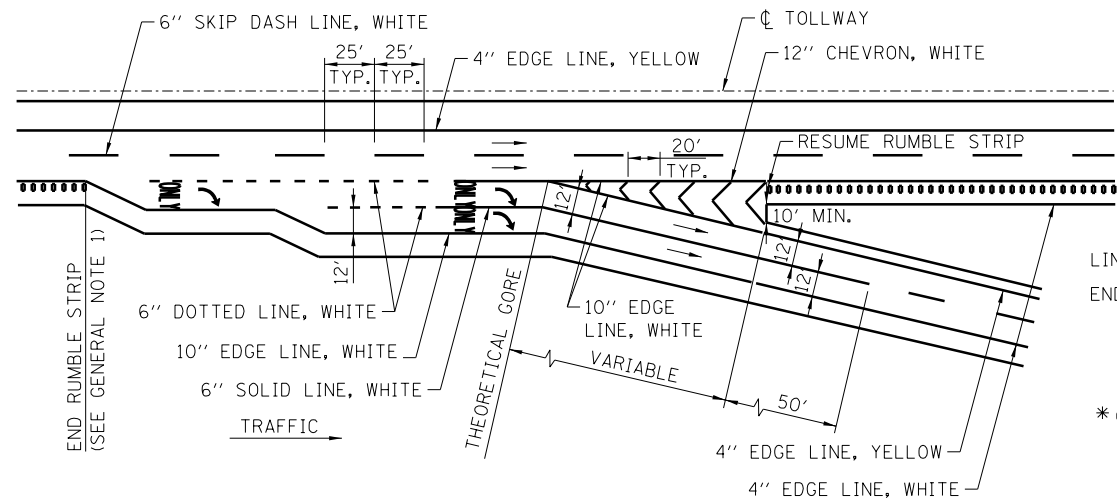 6" SKIP DASH LINE, WHITE
℄ TOLLWAY
25'
25'
TYP.
TYP.
4" EDGE LINE, YELLOW
12" CHEVRON, WHITE
20'
TYP.
RESUME RUMBLE STRIP
ONLY
ONLY
ONLY
12'
10' MIN.
12'
12'
12'
LIN
END
END RUMBLE STRIP
(SEE GENERAL NOTE 1)
6" DOTTED LINE, WHITE
10" EDGE LINE, WHITE
6" SOLID LINE, WHITE
THEORETICAL GORE
10" EDGE
LINE, WHITE
VARIABLE
50'
TRAFFIC
4" EDGE LINE, YELLOW
4" EDGE LINE, WHITE
*